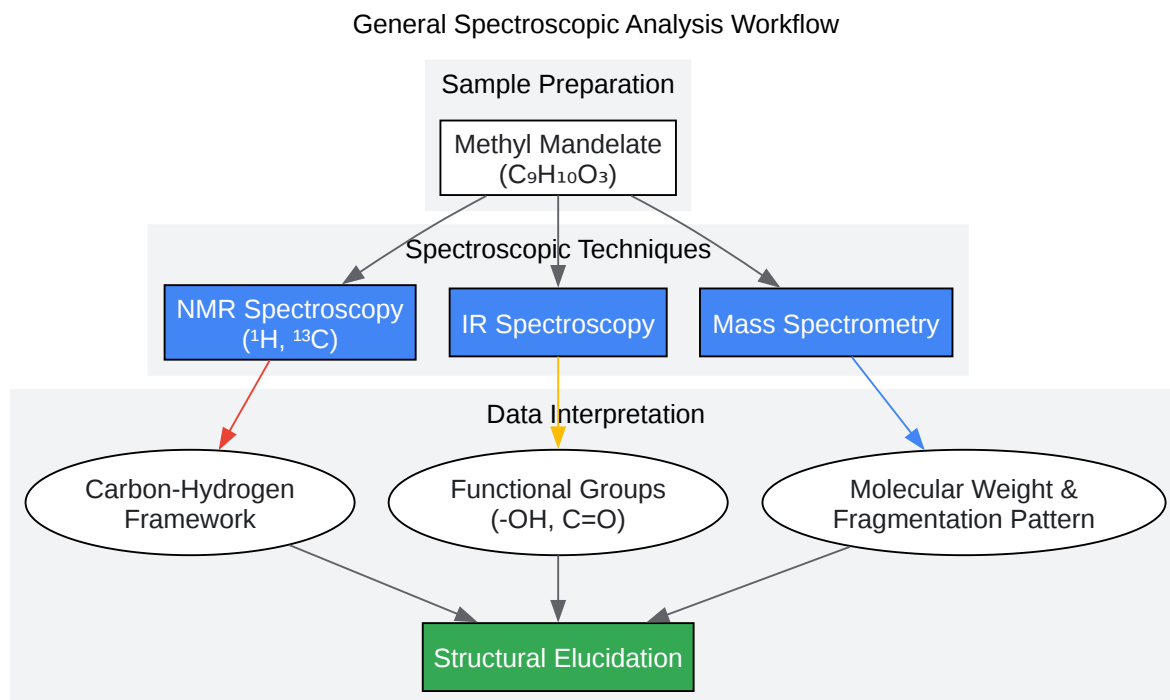 General Spectroscopic Analysis Workflow
Sample Preparation
Methyl Mandelate
(C₉H₁₀O₃)
Spectroscopic Techniques
NMR Spectroscopy
(¹H, ¹³C)
IR Spectroscopy
Mass Spectrometry
Data Interpretation
Carbon-Hydrogen
Framework
Functional Groups
(-OH, C=O)
Molecular Weight &
Fragmentation Pattern
Structural Elucidation